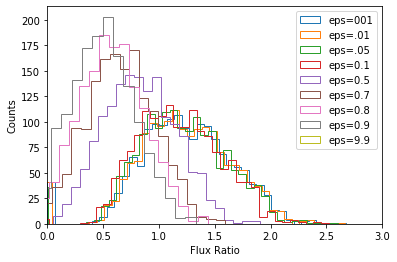 200
175
150
125
100
75
50
25
0
Counts
0.0 0.5 1.0 1.5 2.0 2.5 3.0
Flux Ratio
eps=001
eps=.01
eps=.05
eps=0.1
eps=0.5
eps=0.7
eps=0.8
eps=0.9
eps=9.9